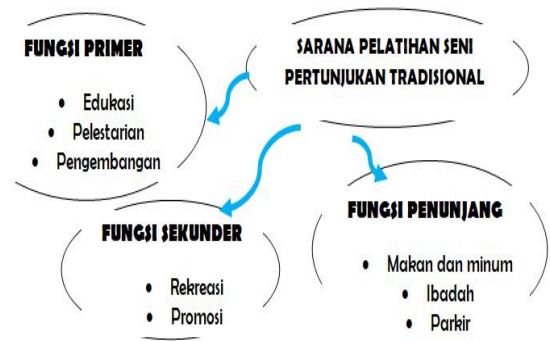 SARANA PELATIHAN SENI
PERTUNJUKAN TRADISIONAL
FUNGSI PRIMER
• Edukasi
• Pelestarian
• Pengembangan
FUNGSI SEKUNDER
• Rekreasi
• Promosi
FUNGSI PENUNJANG
• Makan dan minum
• Ibadah
• Parkir